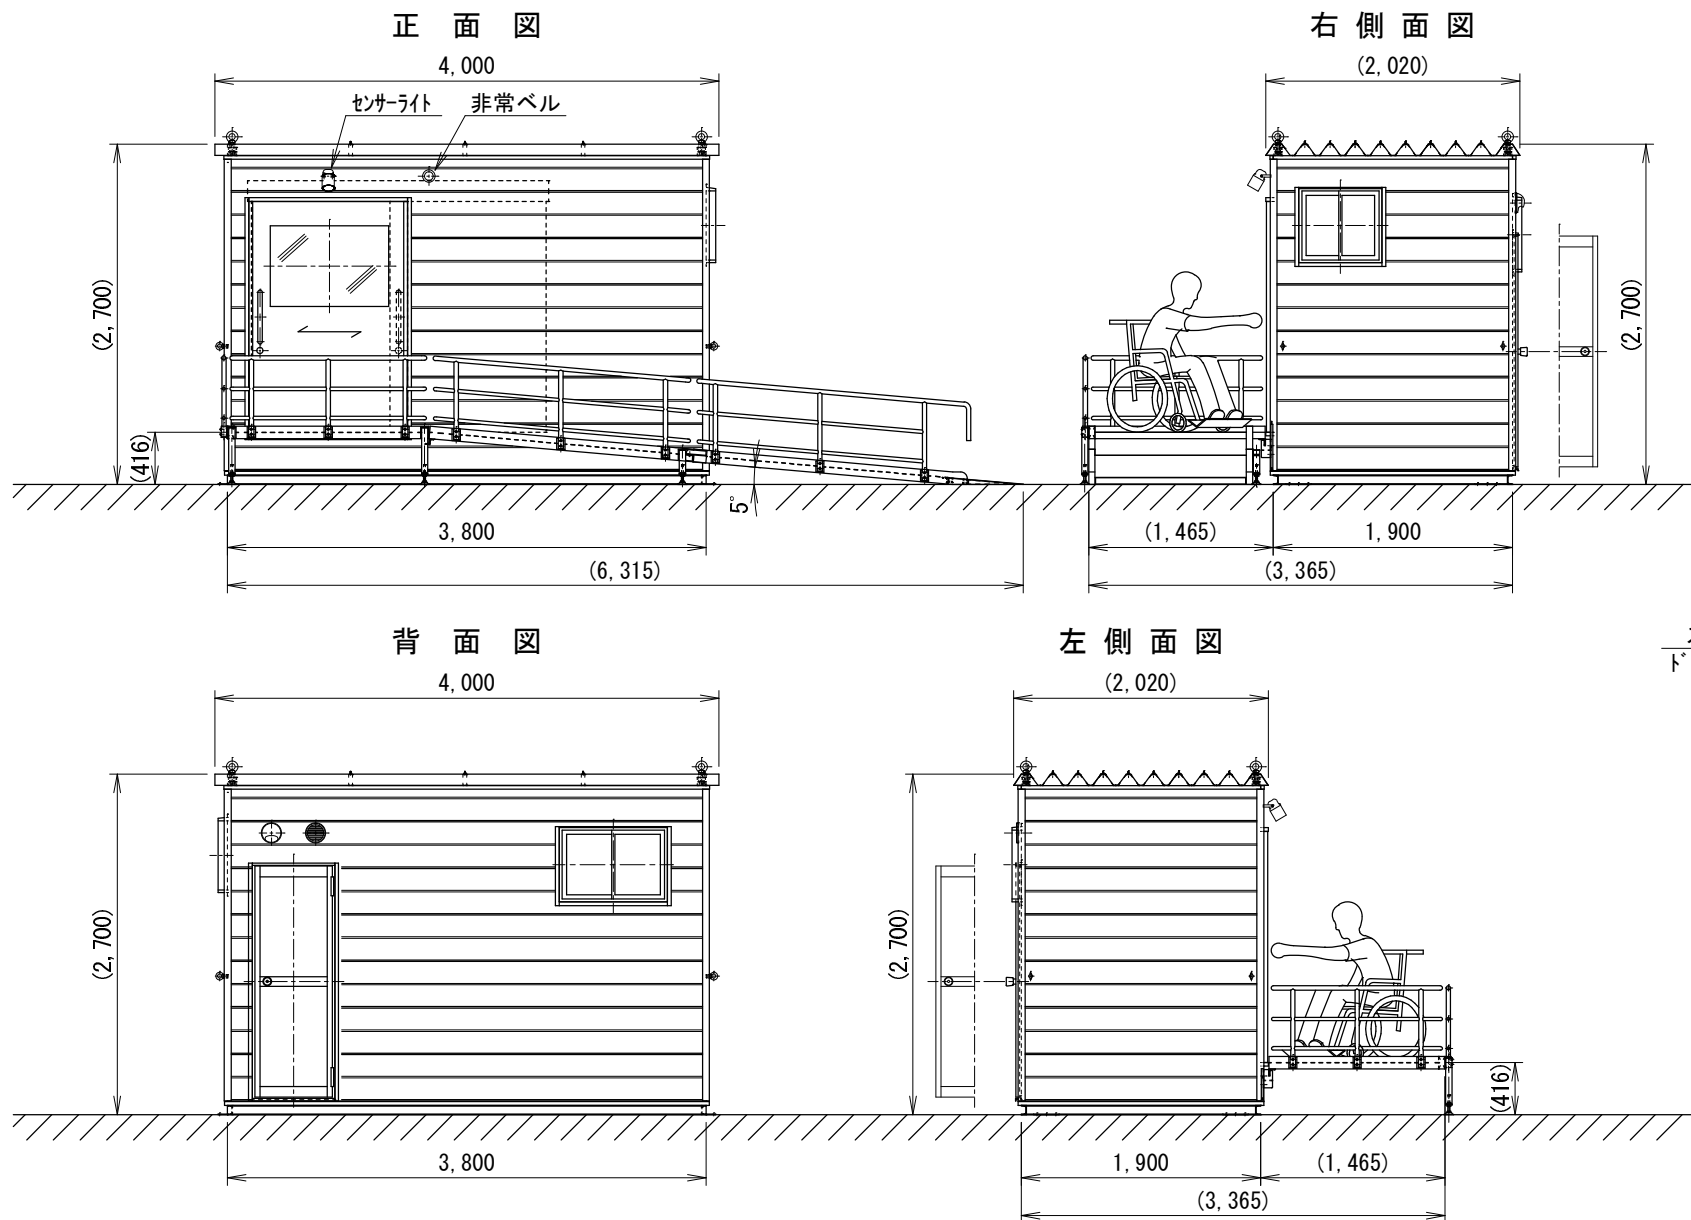 正面図
4,000
センサーライト
非常ベル
(2,700)
(416)
5°
3,800
(6,315)
右側面図
(2,020)
(2,700)
(1,465)
1,900
(3,365)
背面図
4,000
(2,700)
3,800
左側面図
(2,020)
(2,700)
(416)
1,900
(1,465)
(3,365)
ド